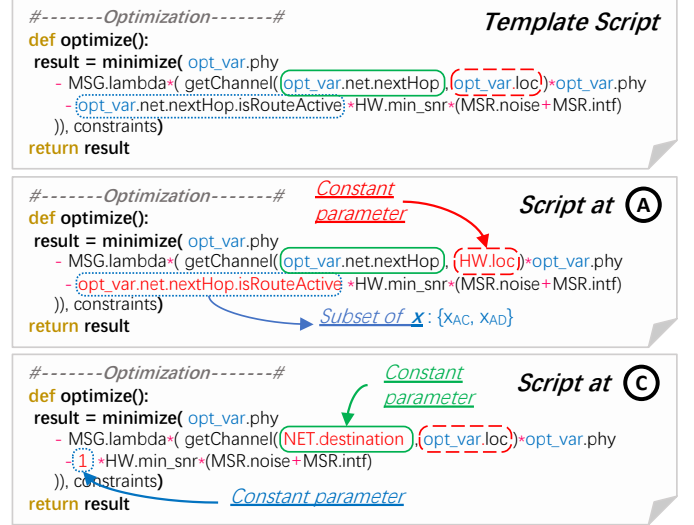 #-------Optimization-------# Template Script
def optimize():
result = minimize( opt_var.phy
- MSG.lambda*( getChannel( opt_var.net.nextHop , opt_var.loc )*opt_var.phy
- opt_var.net.nextHop.isRouteActive *HW.min_snr*(MSR.noise+MSR.intf)
)), constraints)
return result
#-------Optimization-------# Constant parameter Script at A
def optimize():
result = minimize( opt_var.phy
- MSG.lambda*( getChannel( opt_var.net.nextHop , HW.loc )*opt_var.phy
- opt_var.net.nextHop.isRouteActive *HW.min_snr*(MSR.noise+MSR.intf)
)), constraints) Subset of x : {xAC, xAD}
return result
#-------Optimization-------# Constant parameter Script at C
def optimize():
result = minimize( opt_var.phy
- MSG.lambda*( getChannel( NET.destination , opt_var.loc )*opt_var.phy
- 1 *HW.min_snr*(MSR.noise+MSR.intf)
)), constraints) Constant parameter
return result